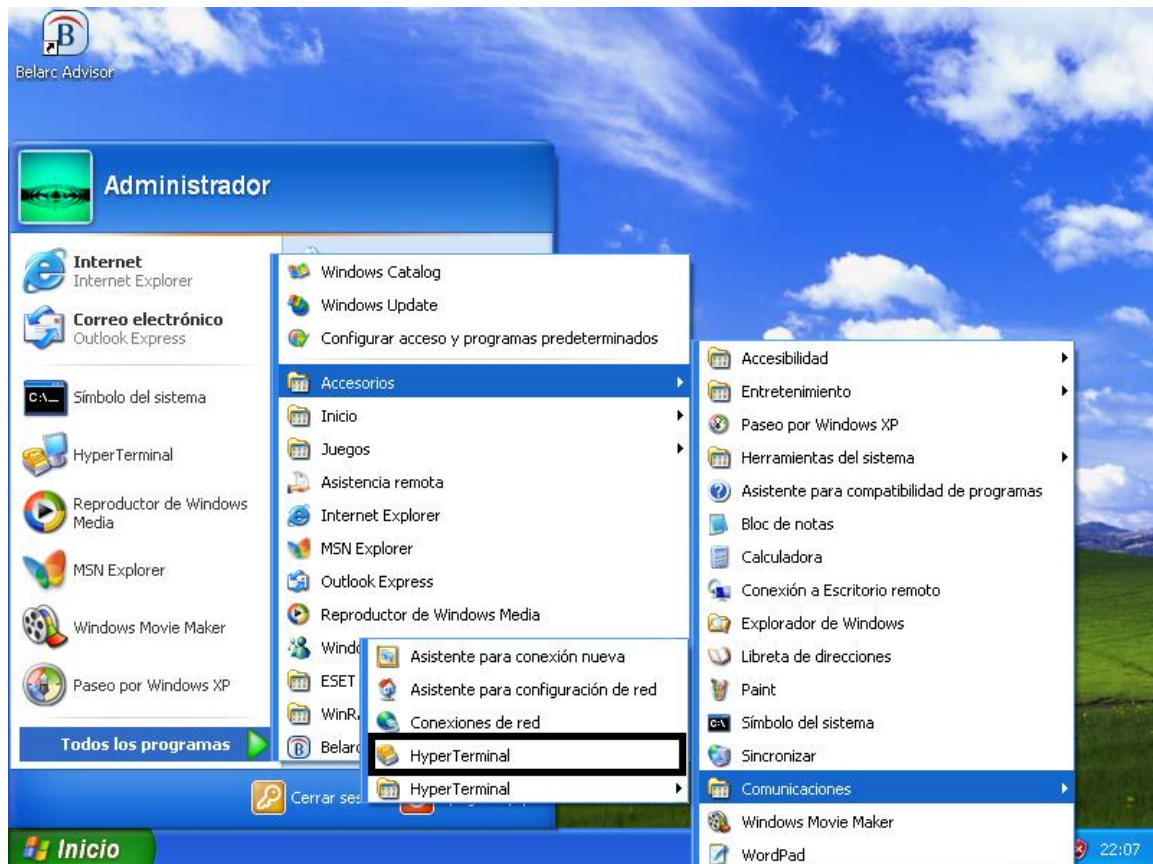 Belarc Advisor
Administrador
Internet
Internet Explorer
Correo electrónico
Outlook Express
Símbolo del sistema
HyperTerminal
Reproductor de Windows
Media
MSN Explorer
Windows Movie Maker
Paseo por Windows XP
Todos los programas
Windows Catalog
Windows Update
Configurar acceso y programas predeterminados
Accesorios
Inicio
Juegos
Asistencia remota
Internet Explorer
MSN Explorer
Outlook Express
Reproductor de Windows Media
ESET
Accesibilidad
Entretenimiento
Paseo por Windows XP
Herramientas del sistema
Asistente para compatibilidad de programas
Bloc de notas
Calculadora
Conexión a Escritorio remoto
Explorador de Windows
Libreta de direcciones
Paint
Símbolo del sistema
Sincronizar
Comunicaciones
Windows Movie Maker
WordPad
Asistente para conexión nueva
Asistente para configuración de red
Conexiones de red
HyperTerminal
HyperTerminal
Cerrar ses
Inicio
22:07